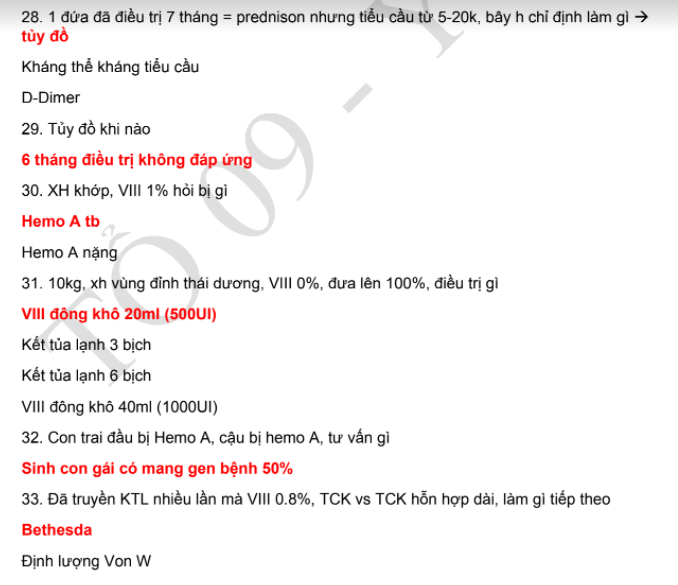 28. 1 đứa đã điều trị 7 tháng = prednison nhưng tiểu cầu từ 5-20k, bây h chỉ định làm gì →
tủy đồ
Kháng thể kháng tiểu cầu
D-Dimer
29. Tủy đồ khi nào
6 tháng điều trị không đáp ứng
30. XH khớp, VIII 1% hỏi bị gì
Hemo A tb
Hemo A nặng
31. 10kg, xh vùng đỉnh thái dương, VIII 0%, đưa lên 100%, điều trị gì
VIII đông khô 20ml (500UI)
Kết tủa lạnh 3 bịch
Kết tủa lạnh 6 bịch
VIII đông khô 40ml (1000UI)
32. Con trai đầu bị Hemo A, cậu bị hemo A, tư vấn gì
Sinh con gái có mang gen bệnh 50%
33. Đã truyền KTL nhiều lần mà VIII 0.8%, TCK vs TCK hỗn hợp dài, làm gì tiếp theo
Bethesda
Định lượng Von W
TỔ 09 - Y